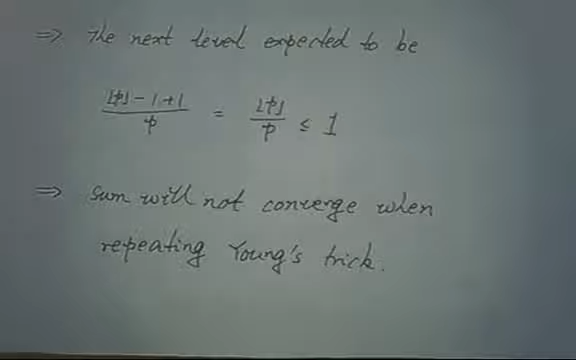 ⇒ The next level expected to be
(⌊p⌋ - 1 + 1)/p = ⌊p⌋/p ≤ 1
⇒ sum will not converge when
repeating Young's trick.